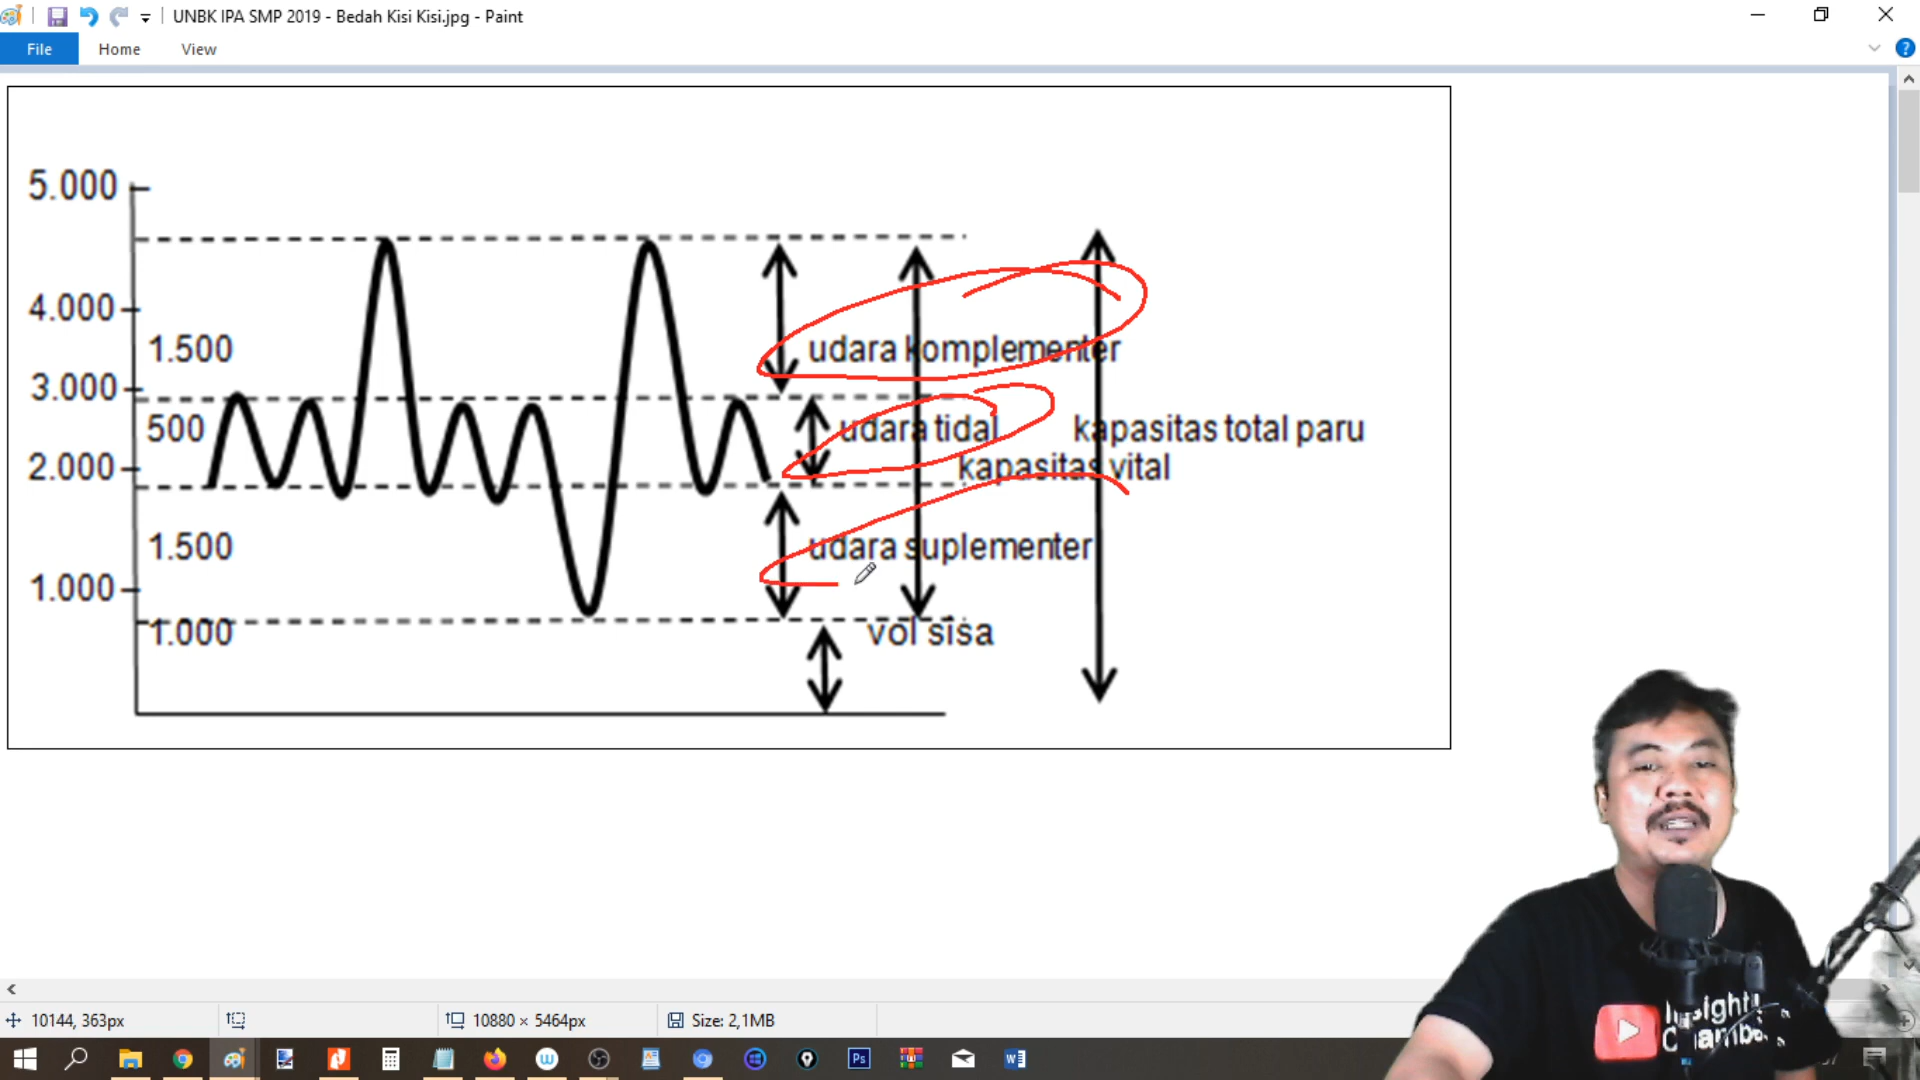 UNBK IPA SMP 2019 - Bedah Kisi Kisi.jpg - Paint
File Home View
5.000
4.000
1.500
udara komplementer
3.000
500
udara tidal
kapasitas total paru
2.000
kapasitas vital
1.500
udara suplementer
1.000
1.000
vol sisa
10144, 363px
10880 × 5464px
Size: 2,1MB
Ps